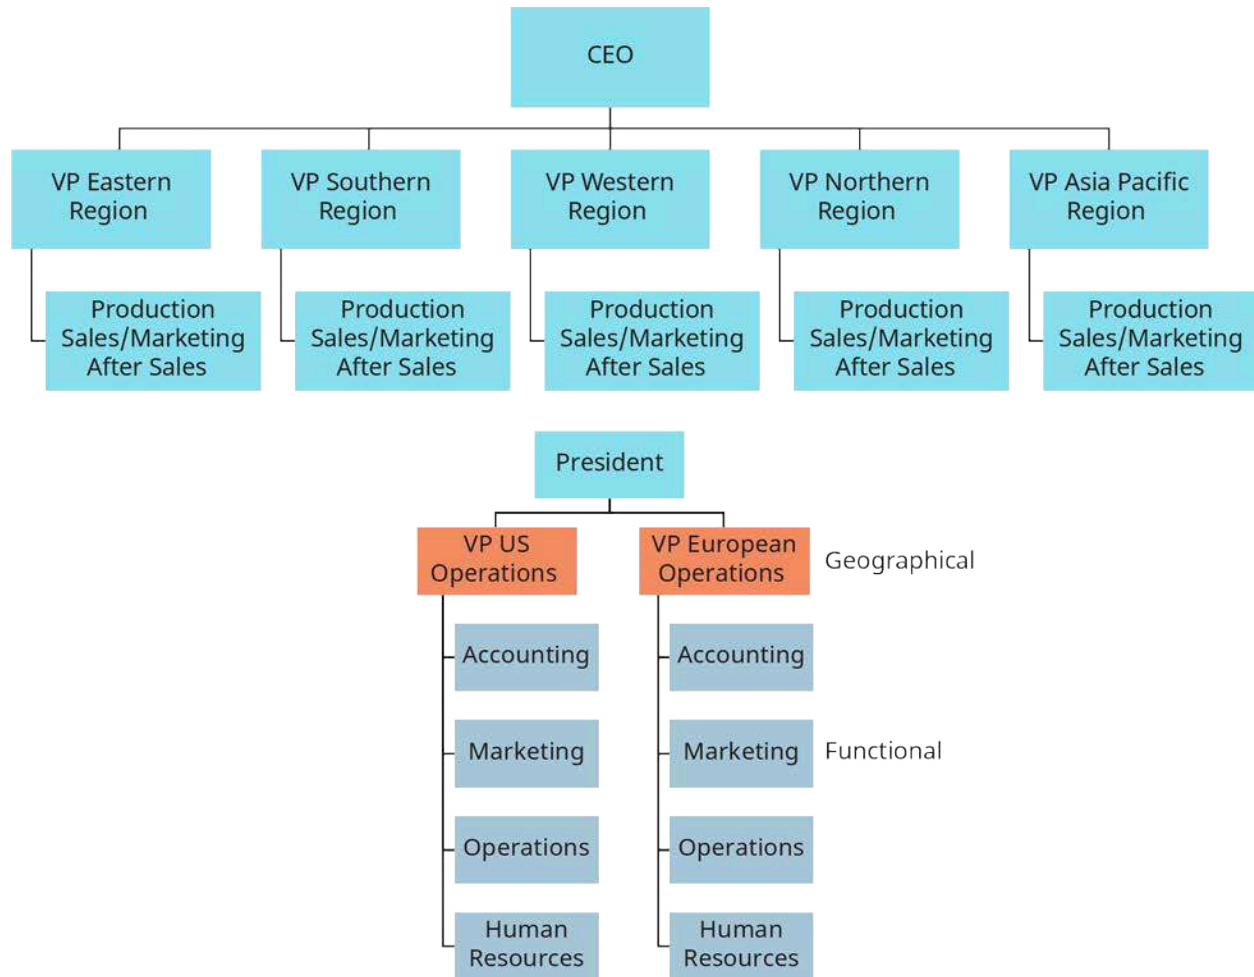 CEO
VP Eastern
Region
VP Southern
Region
VP Western
Region
VP Northern
Region
VP Asia Pacific
Region
Production
Sales/Marketing
After Sales
Production
Sales/Marketing
After Sales
Production
Sales/Marketing
After Sales
Production
Sales/Marketing
After Sales
Production
Sales/Marketing
After Sales
President
VP US
Operations
VP European
Operations
Geographical
Accounting
Accounting
Marketing
Marketing
Functional
Operations
Operations
Human
Resources
Human
Resources